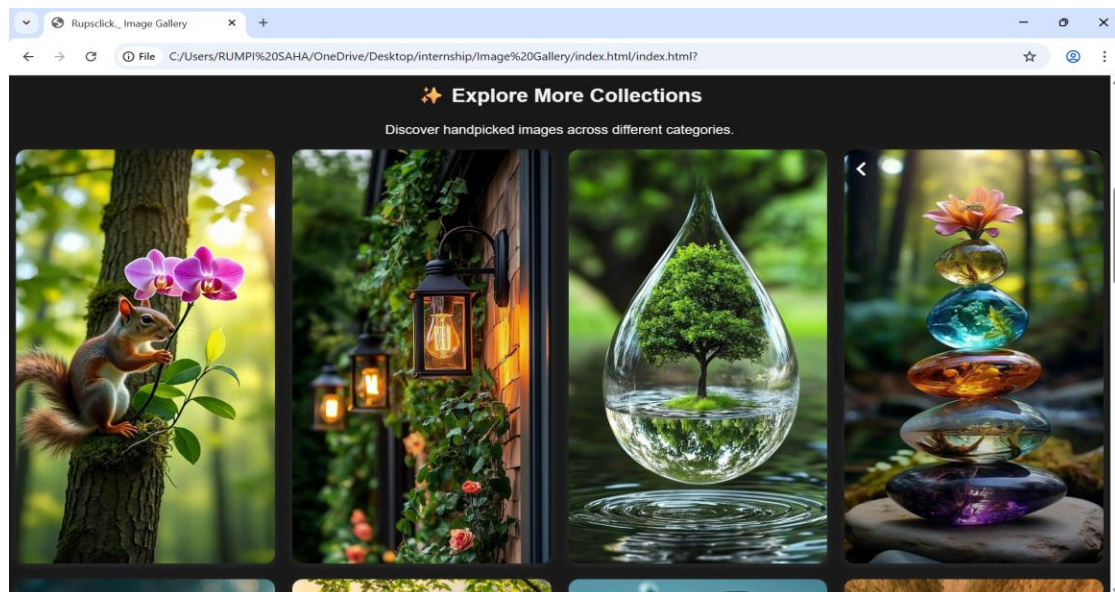 Rupsclick._ Image Gallery
File C:/Users/RUMPI%20SAHA/OneDrive/Desktop/internship/Image%20Gallery/index.html/index.html?
✨ Explore More Collections
Discover handpicked images across different categories.